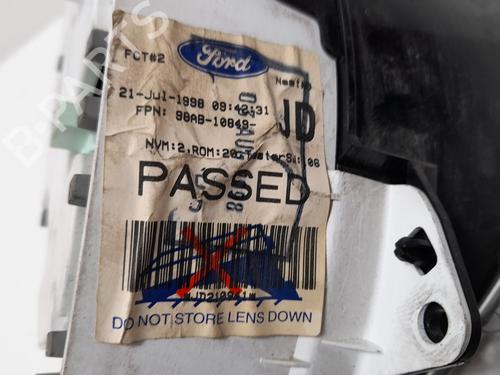 B-Parts
Ford
FCT#2
21-Jul-1998 09:42:31
FPN: 98AB-10849-
JD
NVM:2,ROM:20,
PASSED
DO NOT STORE LENS DOWN